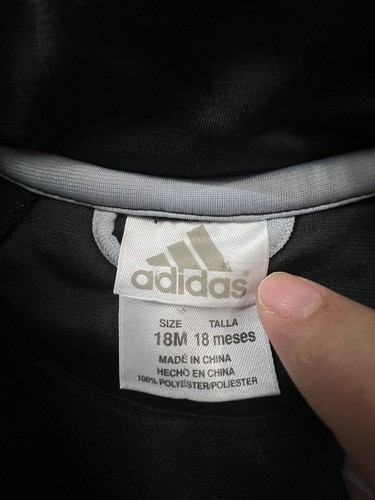 adidas
SIZE TALLA
18M 18 meses
MADE IN CHINA
HECHO EN CHINA
100% POLYESTER/POLIESTER